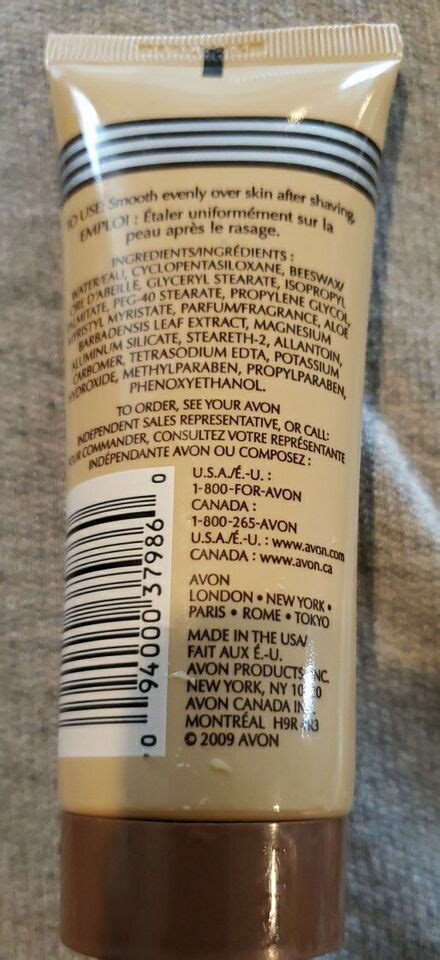 TO USE: Smooth evenly over skin after shaving.
EMPLOI : Étaler uniformément sur la
peau après le rasage.
INGREDIENTS/INGRÉDIENTS :
WATER/EAU, CYCLOPENTASILOXANE, BEESWAX/
CIRE D'ABEILLE, GLYCERYL STEARATE, ISOPROPYL
PALMITATE, PEG-40 STEARATE, PROPYLENE GLYCOL,
MYRISTYL MYRISTATE, PARFUM/FRAGRANCE, ALOE
BARBADENSIS LEAF EXTRACT, MAGNESIUM
ALUMINUM SILICATE, STEARETH-2, ALLANTOIN,
CARBOMER, TETRASODIUM EDTA, POTASSIUM
HYDROXIDE, METHYLPARABEN, PROPYLPARABEN,
PHENOXYETHANOL.
TO ORDER, SEE YOUR AVON
INDEPENDENT SALES REPRESENTATIVE, OR CALL:
POUR COMMANDER, CONSULTEZ VOTRE REPRÉSENTANTE
INDÉPENDANTE AVON OU COMPOSEZ :
U.S.A./É.-U. :
1-800-FOR-AVON
CANADA :
1-800-265-AVON
U.S.A./É.-U. : www.avon.com
CANADA : www.avon.ca
AVON
LONDON • NEW YORK •
PARIS • ROME • TOKYO
MADE IN THE USA/
FAIT AUX É.-U.
AVON PRODUCTS INC.
NEW YORK, NY
AVON CANADA INC.
MONTRÉAL H9R
© 2009 AVON
0 94000 37986 0